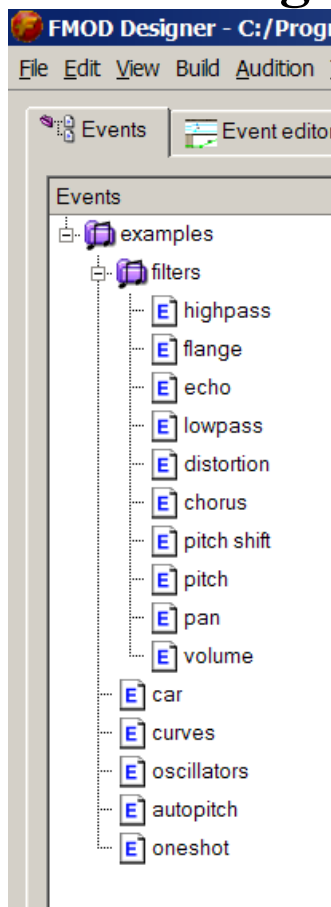 FMOD Designer - C:/Prog
File Edit View Build Audition
Events Event editor
Events
examples
filters
E highpass
E flange
E echo
E lowpass
E distortion
E chorus
E pitch shift
E pitch
E pan
E volume
E car
E curves
E oscillators
E autopitch
E oneshot